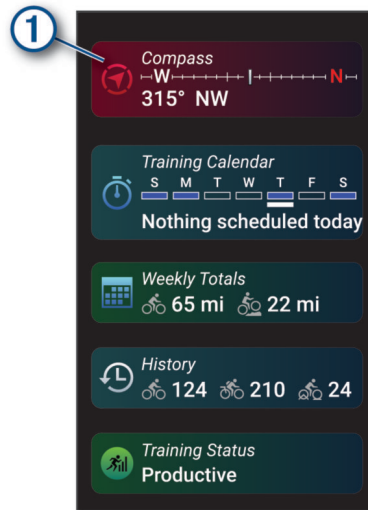 1
Compass
W N
315° NW
Training Calendar
S M T W T F S
Nothing scheduled today
Weekly Totals
65 mi 22 mi
History
124 210 24
Training Status
Productive